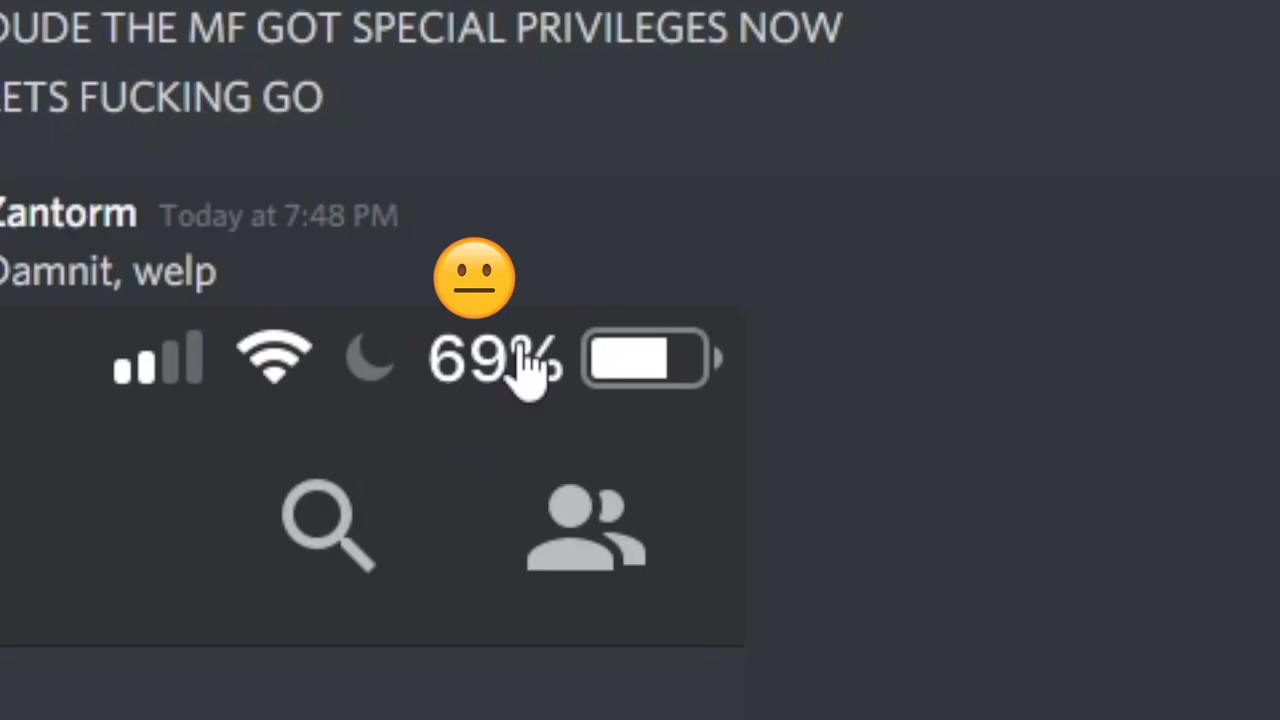 DUDE THE MF GOT SPECIAL PRIVILEGES NOW
LETS FUCKING GO
Zantorm Today at 7:48 PM
Damnit, welp
69%